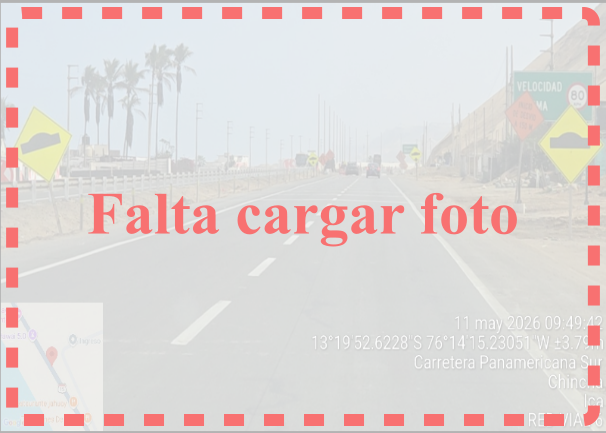 VELOCIDAD
80
Falta cargar foto
11 may 2026 09:49:42
13°19'52.6228"S 76°14'15.23051"W ±3.79m
Carretera Panamericana Sur
Chincha
Ica